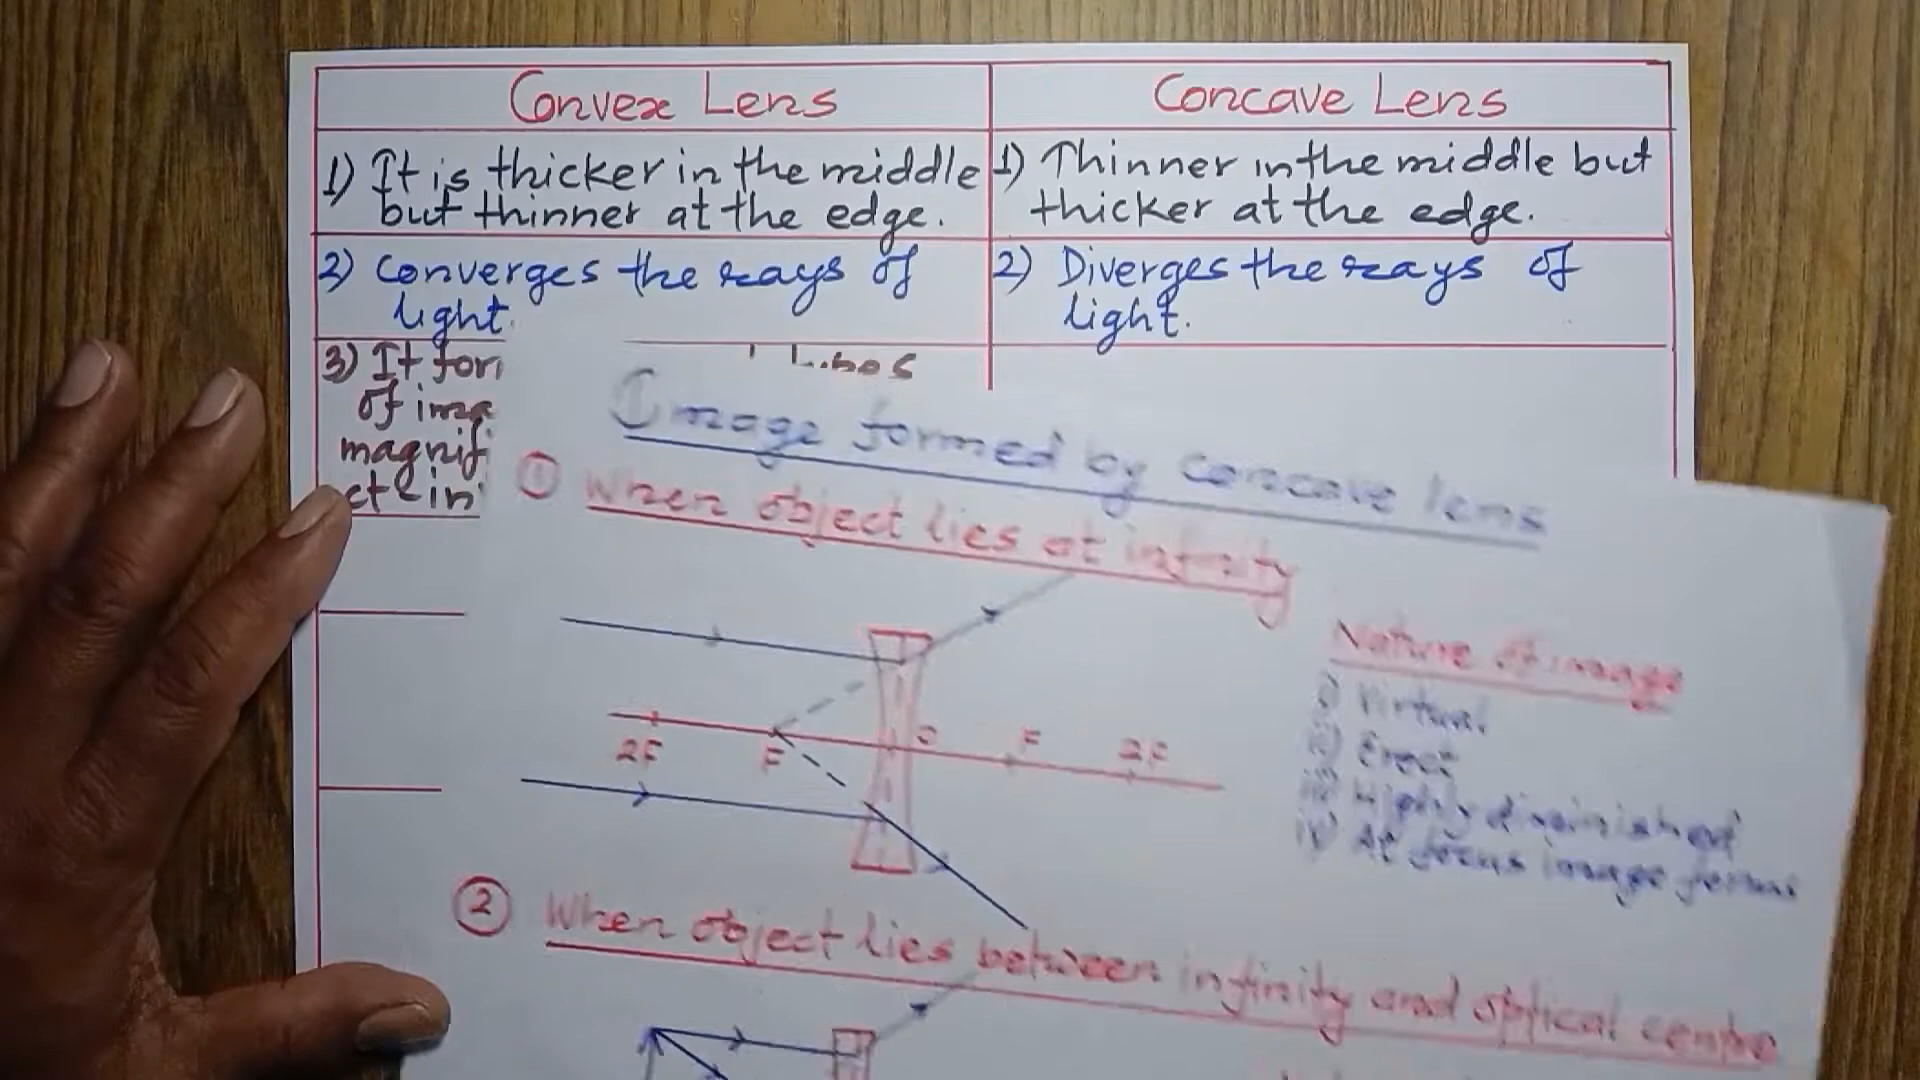 Convex Lens
Concave Lens
1) It is thicker in the middle
but thinner at the edge.
1) Thinner in the middle but
thicker at the edge.
2) Converges the rays of
light.
2) Diverges the rays of
light.
3) It for
of ima
magnif
ct & in
Image formed by concave lens
① When object lies at infinity
2F F O F 2F
Nature of image
i) Virtual
ii) Erect
iii) Highly diminished
iv) At focus image forms
② When object lies between infinity and optical centre